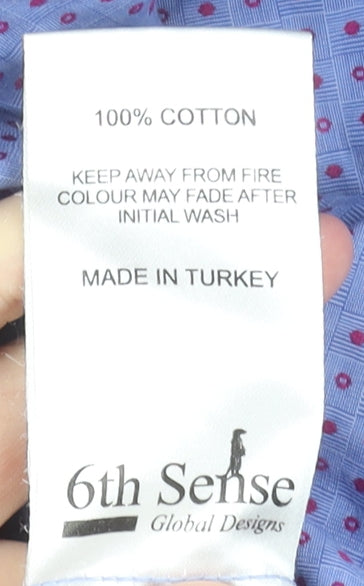 100% COTTON
KEEP AWAY FROM FIRE
COLOUR MAY FADE AFTER
INITIAL WASH
MADE IN TURKEY
6th Sense
Global Designs